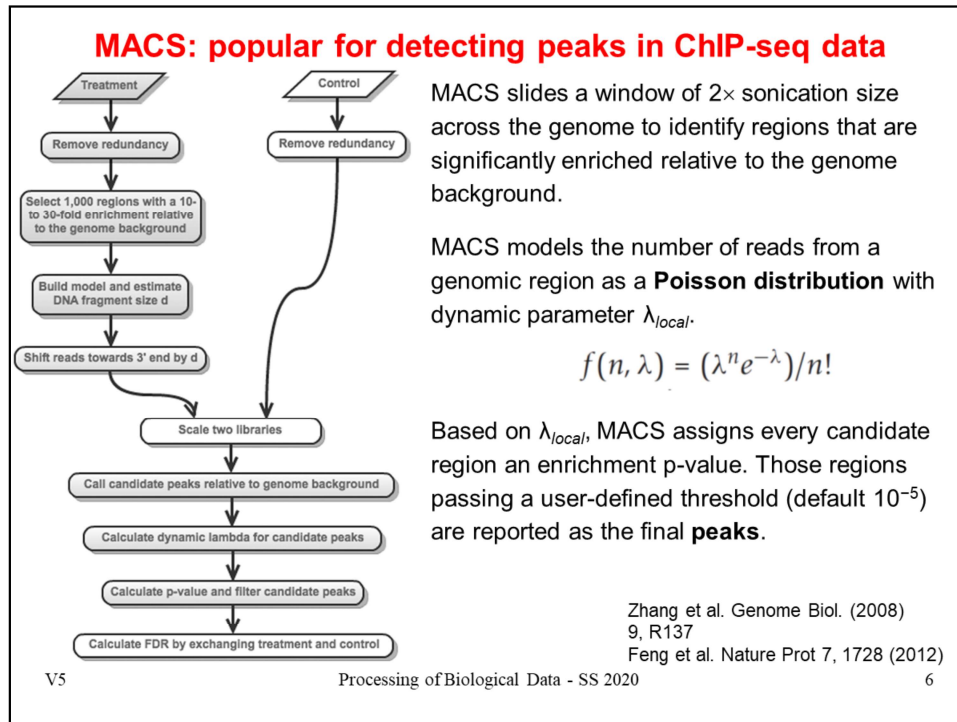 MACS: popular for detecting peaks in ChIP-seq data
Treatment
Control
Remove redundancy
Remove redundancy
Select 1,000 regions with a 10-
to 30-fold enrichment relative
to the genome background
Build model and estimate
DNA fragment size d
Shift reads towards 3' end by d
Scale two libraries
Call candidate peaks relative to genome background
Calculate dynamic lambda for candidate peaks
Calculate p-value and filter candidate peaks
Calculate FDR by exchanging treatment and control
MACS slides a window of 2× sonication size
across the genome to identify regions that are
significantly enriched relative to the genome
background.
MACS models the number of reads from a
genomic region as a Poisson distribution with
dynamic parameter λlocal.
f(n, λ) = (λⁿe⁻λ)/n!
Based on λlocal, MACS assigns every candidate
region an enrichment p-value. Those regions
passing a user-defined threshold (default 10⁻⁵)
are reported as the final peaks.
Zhang et al. Genome Biol. (2008)
9, R137
Feng et al. Nature Prot 7, 1728 (2012)
V5
Processing of Biological Data - SS 2020
6